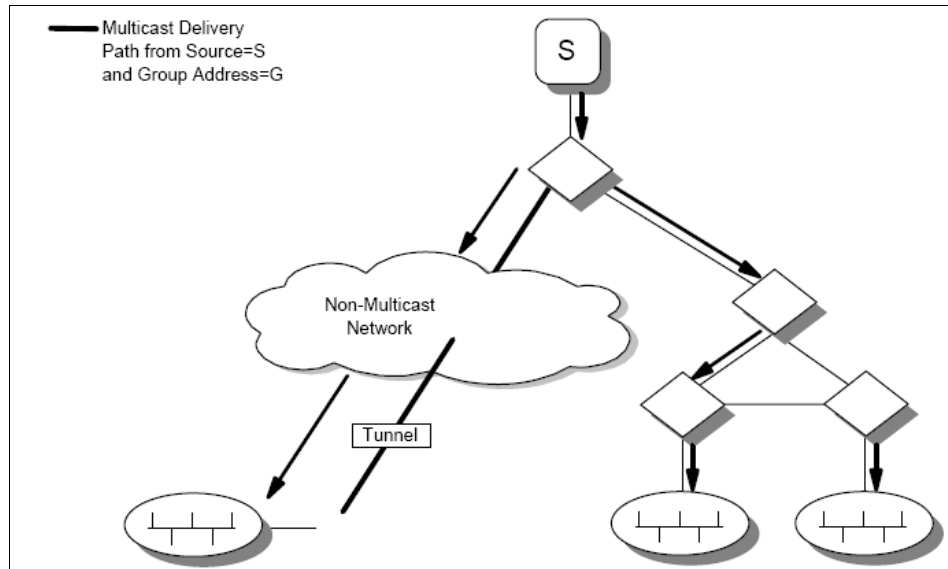 Multicast Delivery
Path from Source=S
and Group Address=G
S
Non-Multicast
Network
Tunnel